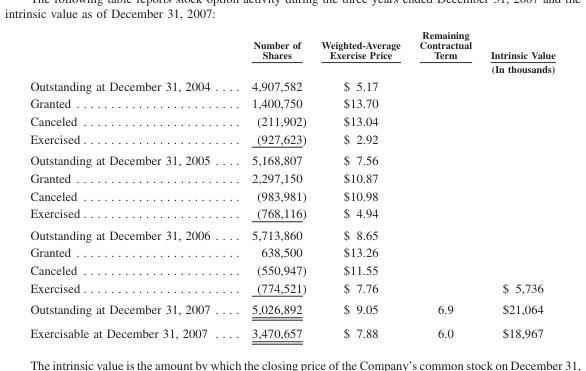 The following table reports stock option activity during the three years ended December 31, 2007 and the
intrinsic value as of December 31, 2007:
Number of Shares Weighted-Average Exercise Price Remaining Contractual Term Intrinsic Value
(In thousands)
Outstanding at December 31, 2004 .... 4,907,582 $ 5.17
Granted ........................ 1,400,750 $13.70
Canceled ....................... (211,902) $13.04
Exercised ....................... (927,623) $ 2.92
Outstanding at December 31, 2005 .... 5,168,807 $ 7.56
Granted ........................ 2,297,150 $10.87
Canceled ....................... (983,981) $10.98
Exercised ....................... (768,116) $ 4.94
Outstanding at December 31, 2006 .... 5,713,860 $ 8.65
Granted ........................ 638,500 $13.26
Canceled ....................... (550,947) $11.55
Exercised ....................... (774,521) $ 7.76 $ 5,736
Outstanding at December 31, 2007 .... 5,026,892 $ 9.05 6.9 $21,064
Exercisable at December 31, 2007 .... 3,470,657 $ 7.88 6.0 $18,967
The intrinsic value is the amount by which the closing price of the Company's common stock on December 31,